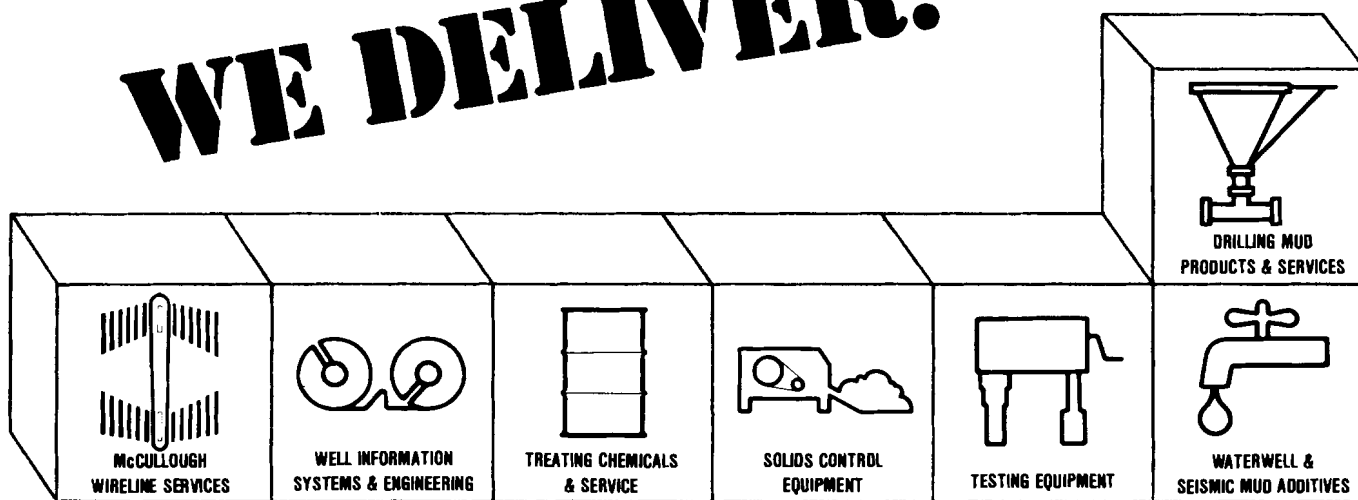 WE DELIVER.
DRILLING MUD
PRODUCTS & SERVICES
McCULLOUGH
WIRELINE SERVICES
WELL INFORMATION
SYSTEMS & ENGINEERING
TREATING CHEMICALS
& SERVICE
SOLIDS CONTROL
EQUIPMENT
TESTING EQUIPMENT
WATERWELL &
SEISMIC MUD ADDITIVES